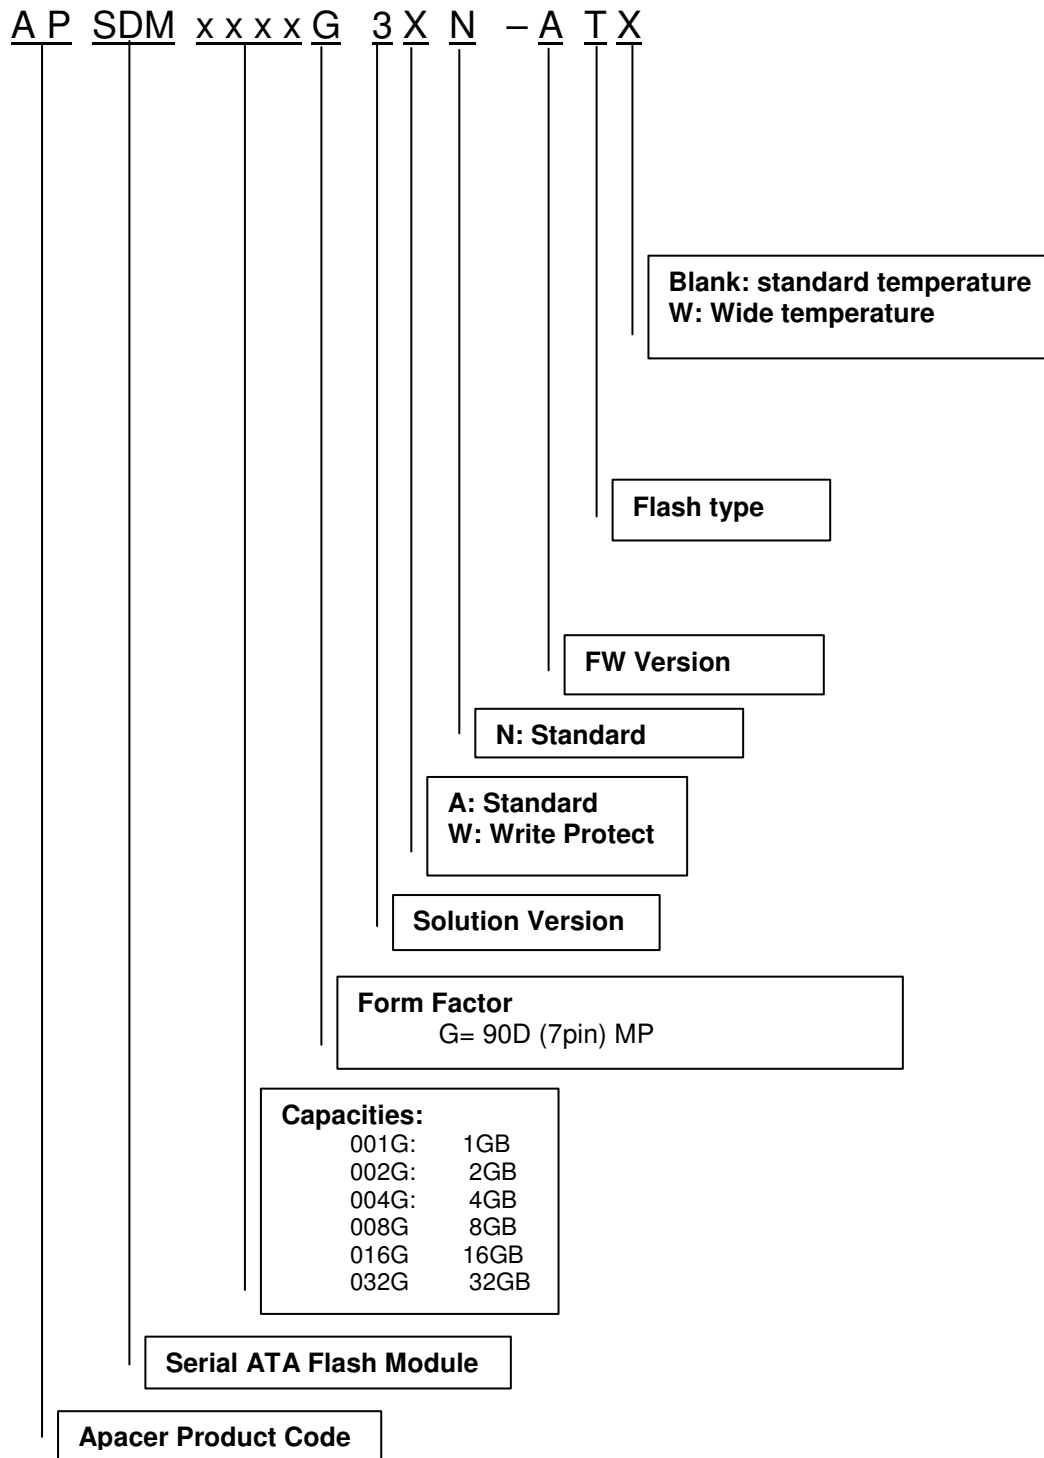 A P SDM x x x x G 3 X N – A T X
Blank: standard temperature
W: Wide temperature
Flash type
FW Version
N: Standard
A: Standard
W: Write Protect
Solution Version
Form Factor
G= 90D (7pin) MP
Capacities:
001G: 1GB
002G: 2GB
004G: 4GB
008G 8GB
016G 16GB
032G 32GB
Serial ATA Flash Module
Apacer Product Code